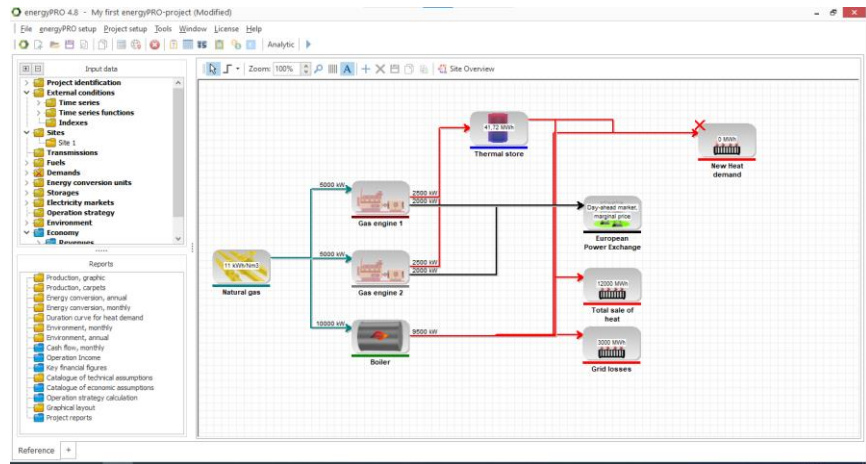 energyPRO 4.8 - My first energyPRO-project (Modified)
File energyPRO setup Project setup Tools Window License Help
Analytic
Input data
Project identification
External conditions
Time series
Time series functions
Indexes
Sites
Site 1
Transmissions
Fuels
Demands
Energy conversion units
Storages
Electricity markets
Operation strategy
Environment
Economy
Revenues
Reports
Production, graphic
Production, carpets
Energy conversion, annual
Energy conversion, monthly
Duration curve for heat demand
Environment, monthly
Environment, annual
Cash flow, monthly
Operation Income
Key financial figures
Catalogue of technical assumptions
Catalogue of economic assumptions
Operation strategy calculation
Graphical layout
Project reports
Reference +
Zoom: 100% A Site Overview
41,72 MWh
Thermal store
0 MWh
New Heat
demand
5000 kW
2500 kW
2000 kW
Gas engine 1
Day-ahead market,
marginal price
European
Power Exchange
11 kWh/Nm3
Natural gas
5000 kW
2500 kW
2000 kW
Gas engine 2
12000 MWh
Total sale of
heat
10000 kW
9500 kW
Boiler
3000 MWh
Grid losses